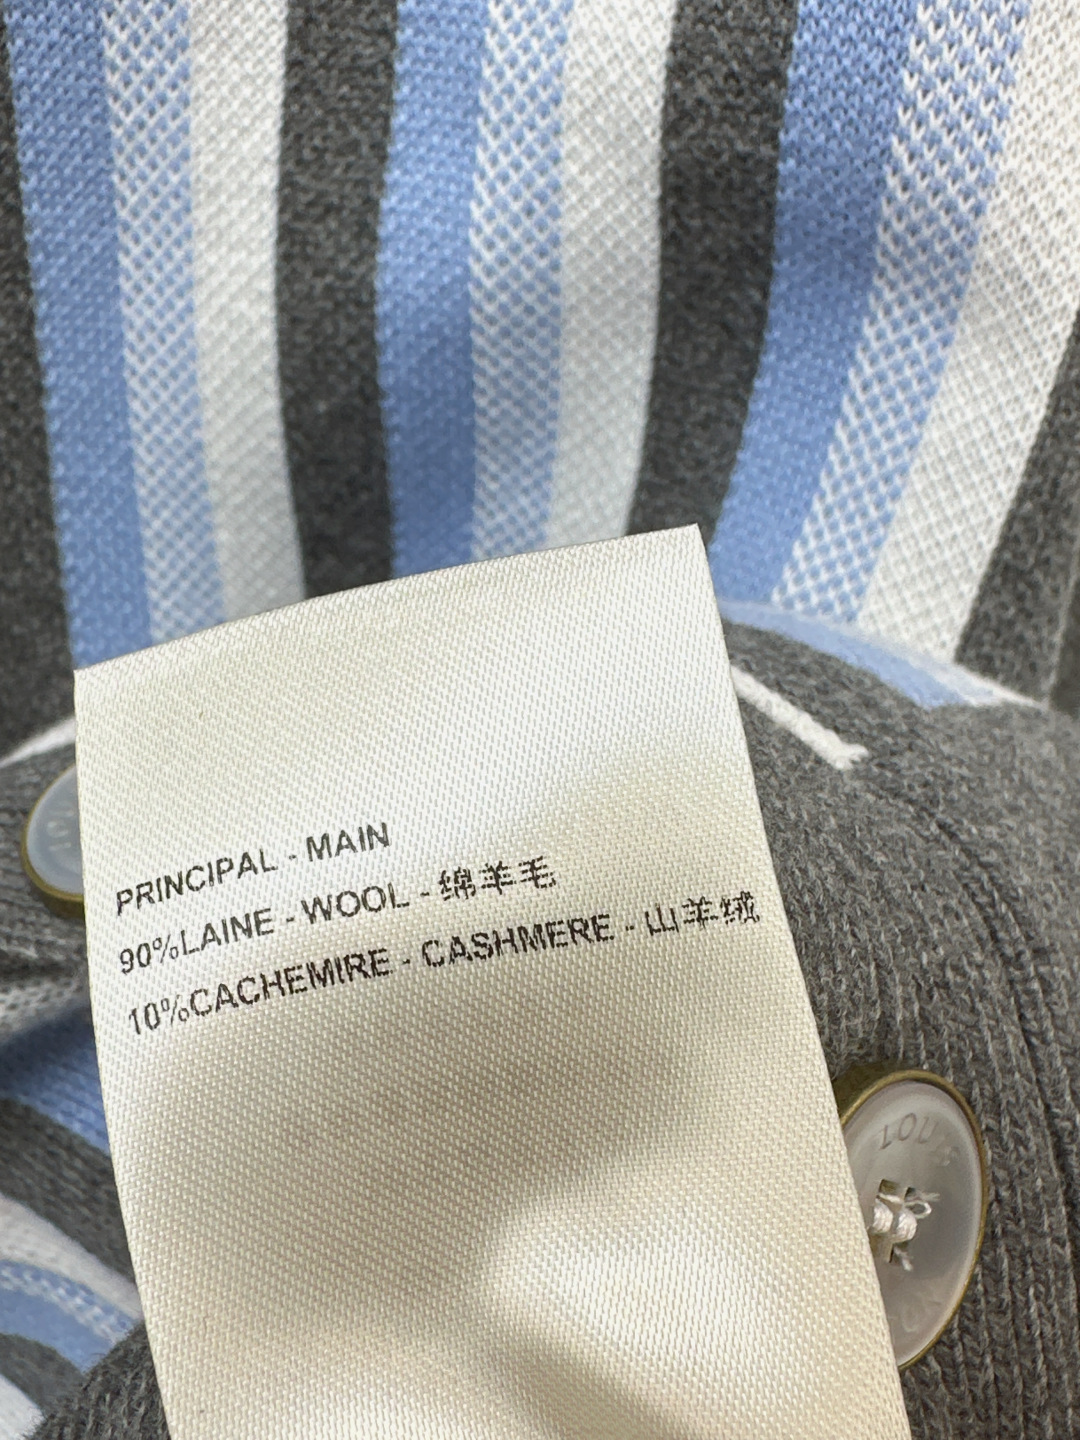 PRINCIPAL - MAIN
90%LAINE - WOOL - 绵羊毛
10%CACHEMIRE - CASHMERE - 山羊绒